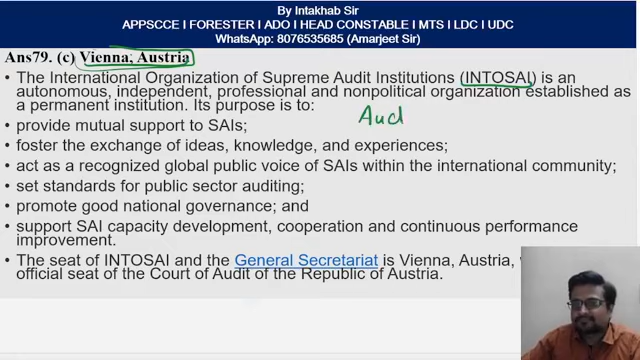 By Intakhab Sir
APPSCCE I FORESTER I ADO I HEAD CONSTABLE I MTS I LDC I UDC
WhatsApp: 8076535685 (Amarjeet Sir)
Ans79. (c) Vienna, Austria
• The International Organization of Supreme Audit Institutions (INTOSAI) is an
autonomous, independent, professional and nonpolitical organization established as
a permanent institution. Its purpose is to:
Aud
• provide mutual support to SAIs;
• foster the exchange of ideas, knowledge, and experiences;
• act as a recognized global public voice of SAIs within the international community;
• set standards for public sector auditing;
• promote good national governance; and
• support SAI capacity development, cooperation and continuous performance
improvement.
• The seat of INTOSAI and the General Secretariat is Vienna, Austria,
official seat of the Court of Audit of the Republic of Austria.